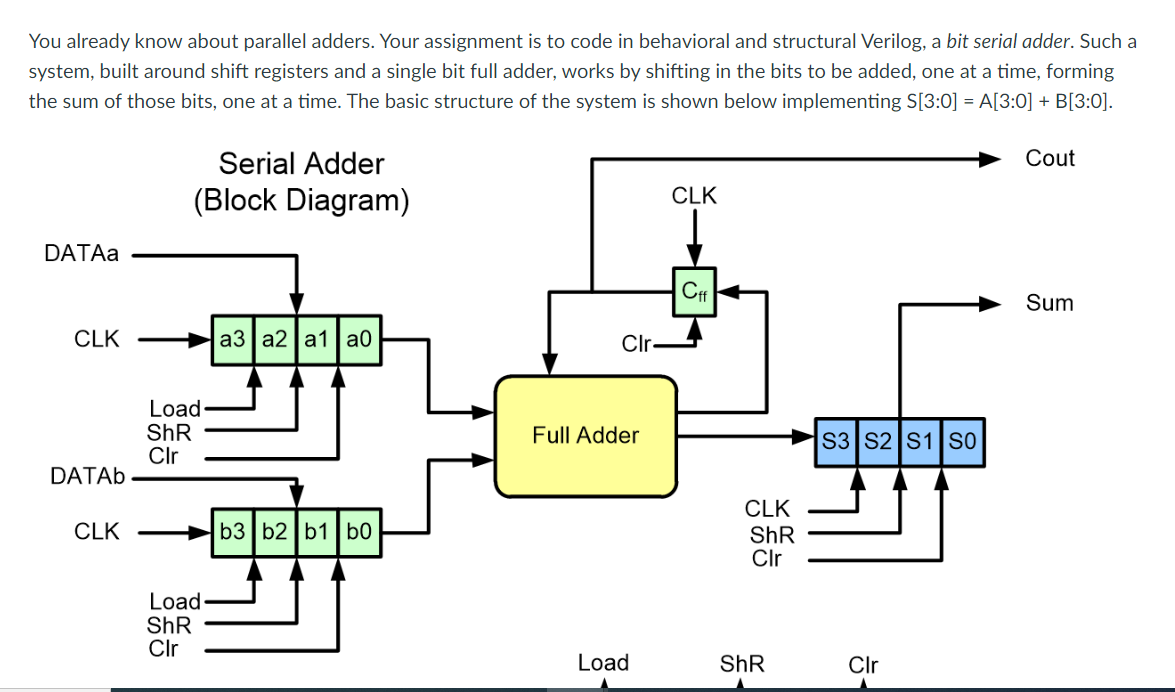 You already know about parallel adders. Your assignment is to code in behavioral and structural Verilog, a bit serial adder. Such a
system, built around shift registers and a single bit full adder, works by shifting in the bits to be added, one at a time, forming
the sum of those bits, one at a time. The basic structure of the system is shown below implementing S[3:0] = A[3:0] + B[3:0].
Serial Adder
(Block Diagram)
Cout
CLK
DATAa
Cff
Sum
CLK
a3 a2 a1 a0
Clr
Load
ShR
Clr
Full Adder
S3 S2 S1 S0
DATAb
CLK
ShR
Clr
CLK
b3 b2 b1 b0
Load
ShR
Clr
Load ShR Clr